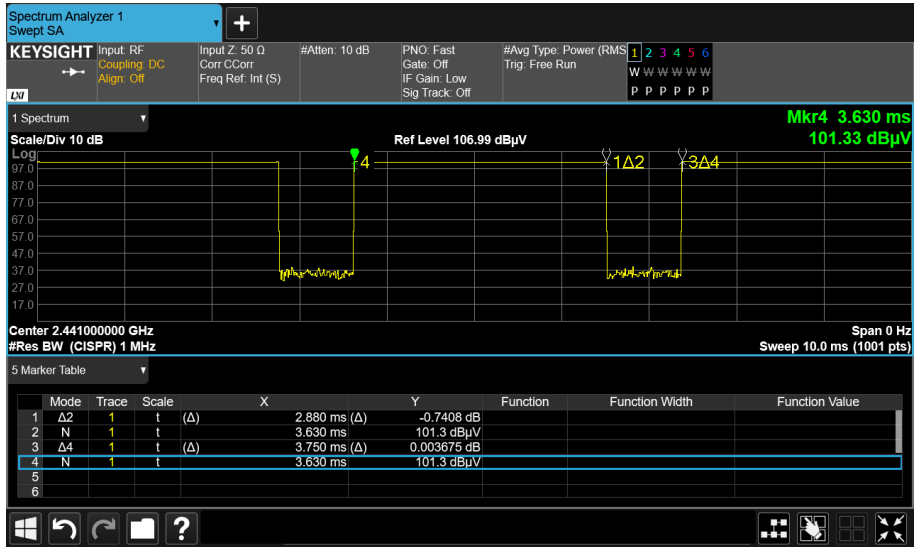 Spectrum Analyzer 1
Swept SA
KEYSIGHT Input: RF Input Z: 50 Ω #Atten: 10 dB PNO: Fast #Avg Type: Power (RMS 1 2 3 4 5 6
Coupling: DC Corr CCorr Gate: Off Trig: Free Run
Align: Off Freq Ref: Int (S) IF Gain: Low W W W W W W
LXI Sig Track: Off P P P P P P
1 Spectrum Mkr4 3.630 ms
Scale/Div 10 dB Ref Level 106.99 dBµV 101.33 dBµV
Log
97.0
87.0
77.0
67.0
57.0
47.0
37.0
27.0
17.0
4 1Δ2 3Δ4
Center 2.441000000 GHz Span 0 Hz
#Res BW (CISPR) 1 MHz Sweep 10.0 ms (1001 pts)
5 Marker Table
Mode Trace Scale X Y Function Function Width Function Value
1 Δ2 1 t (Δ) 2.880 ms (Δ) -0.7408 dB
2 N 1 t 3.630 ms 101.3 dBµV
3 Δ4 1 t (Δ) 3.750 ms (Δ) 0.003675 dB
4 N 1 t 3.630 ms 101.3 dBµV
5
6
?